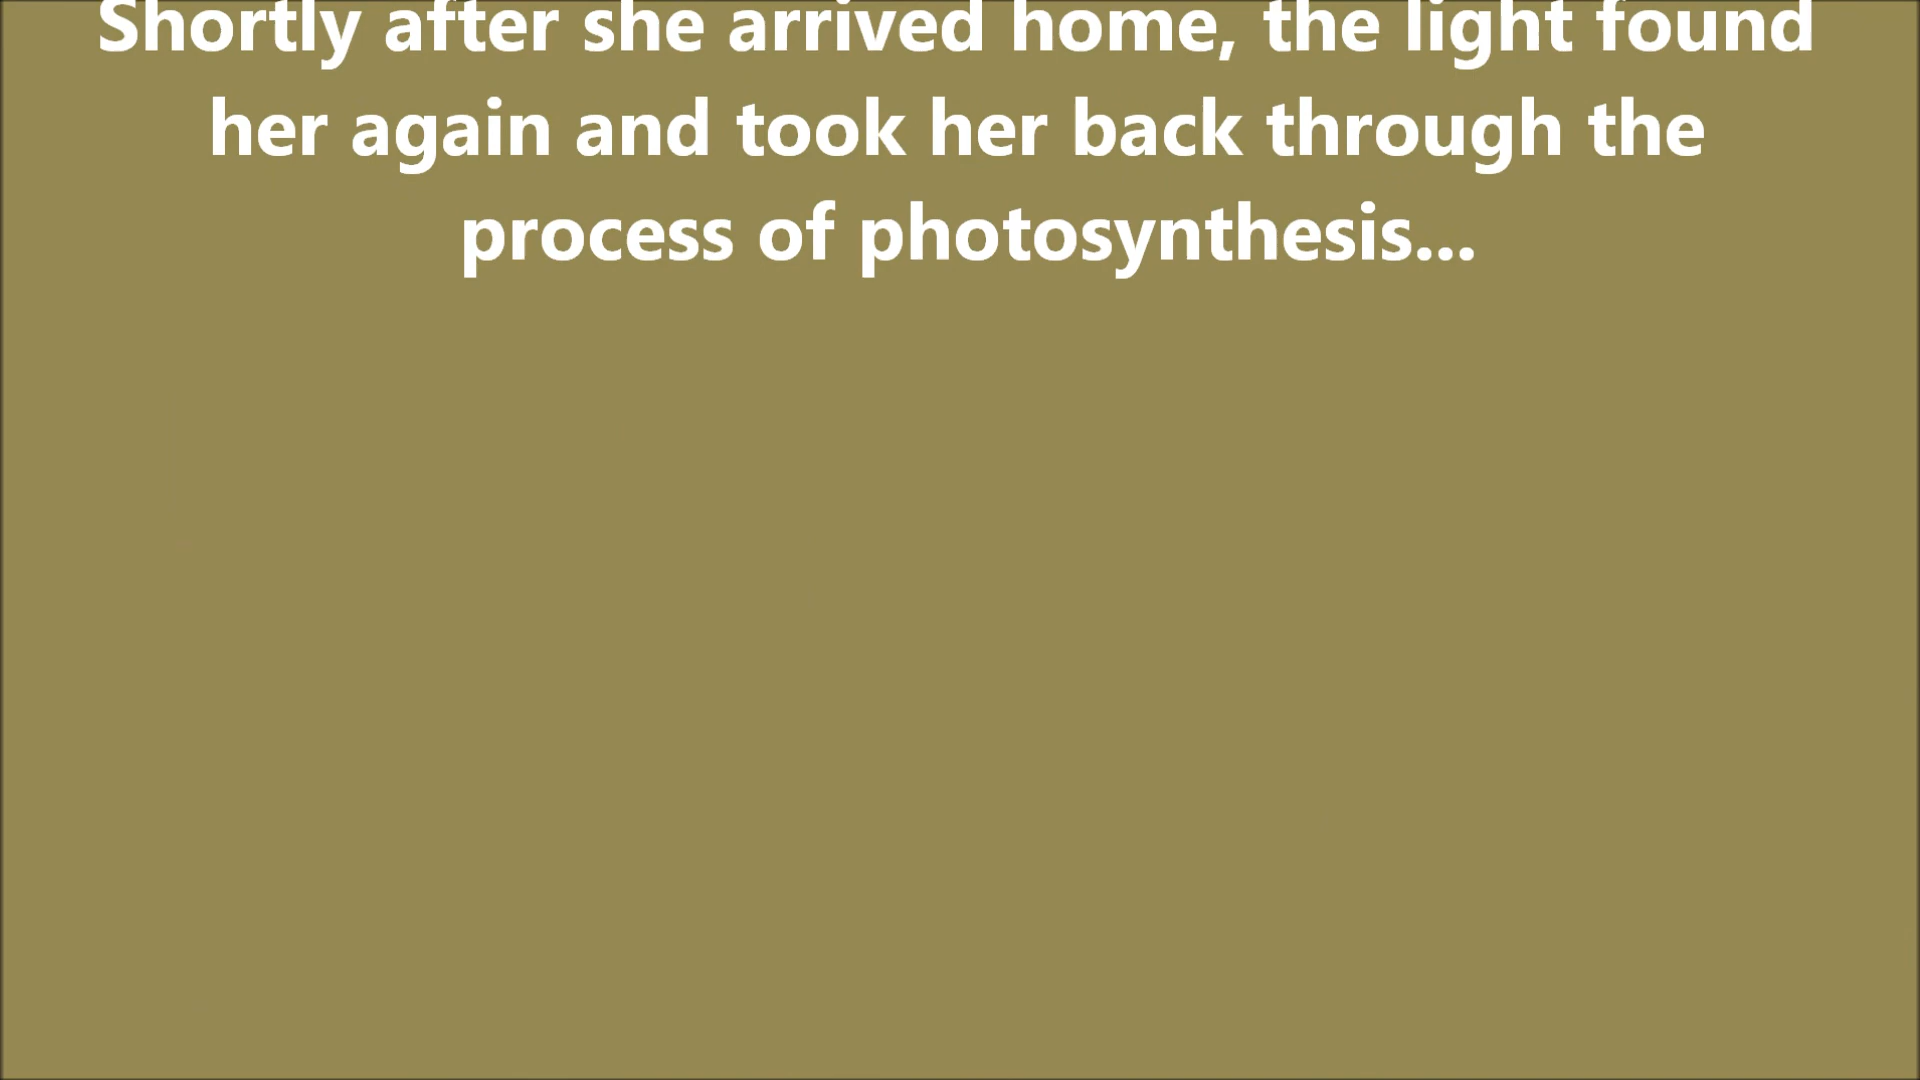 Shortly after she arrived home, the light found
her again and took her back through the
process of photosynthesis...